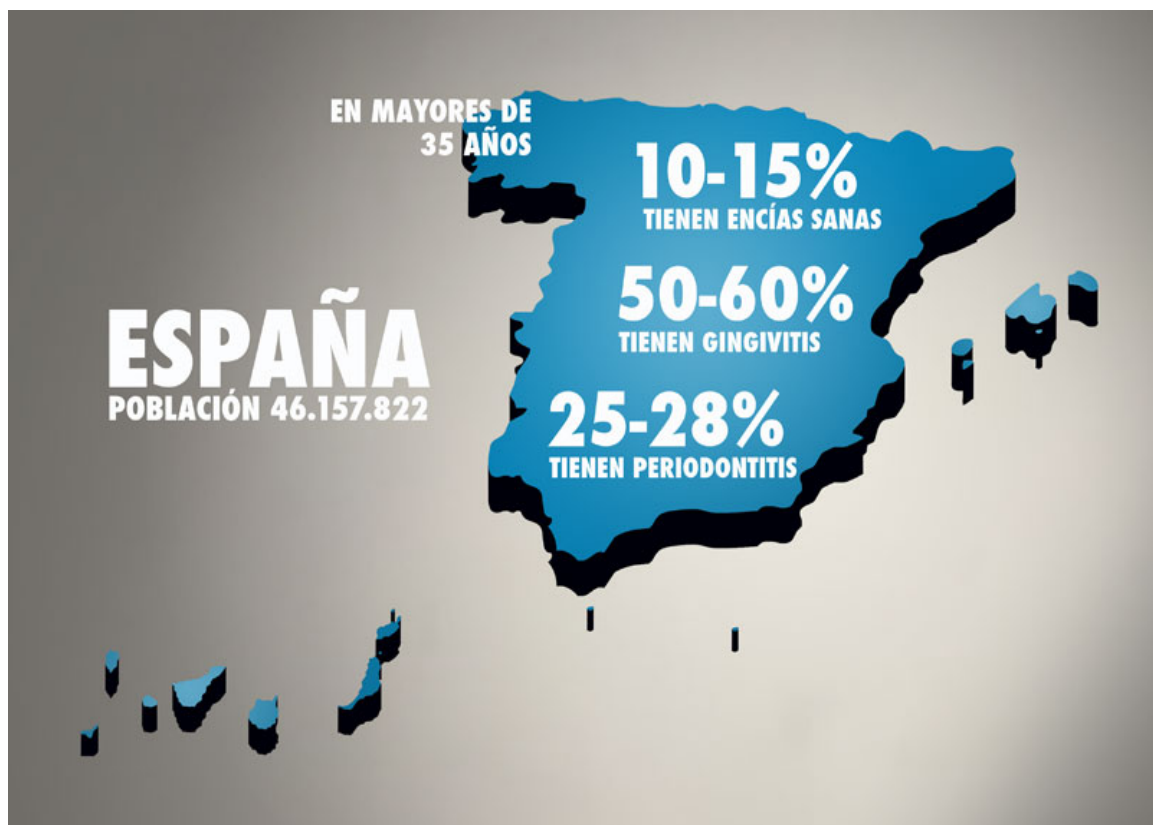 EN MAYORES DE
35 AÑOS
10-15%
TIENEN ENCÍAS SANAS
50-60%
TIENEN GINGIVITIS
25-28%
TIENEN PERIODONTITIS
ESPAÑA
POBLACIÓN 46.157.822